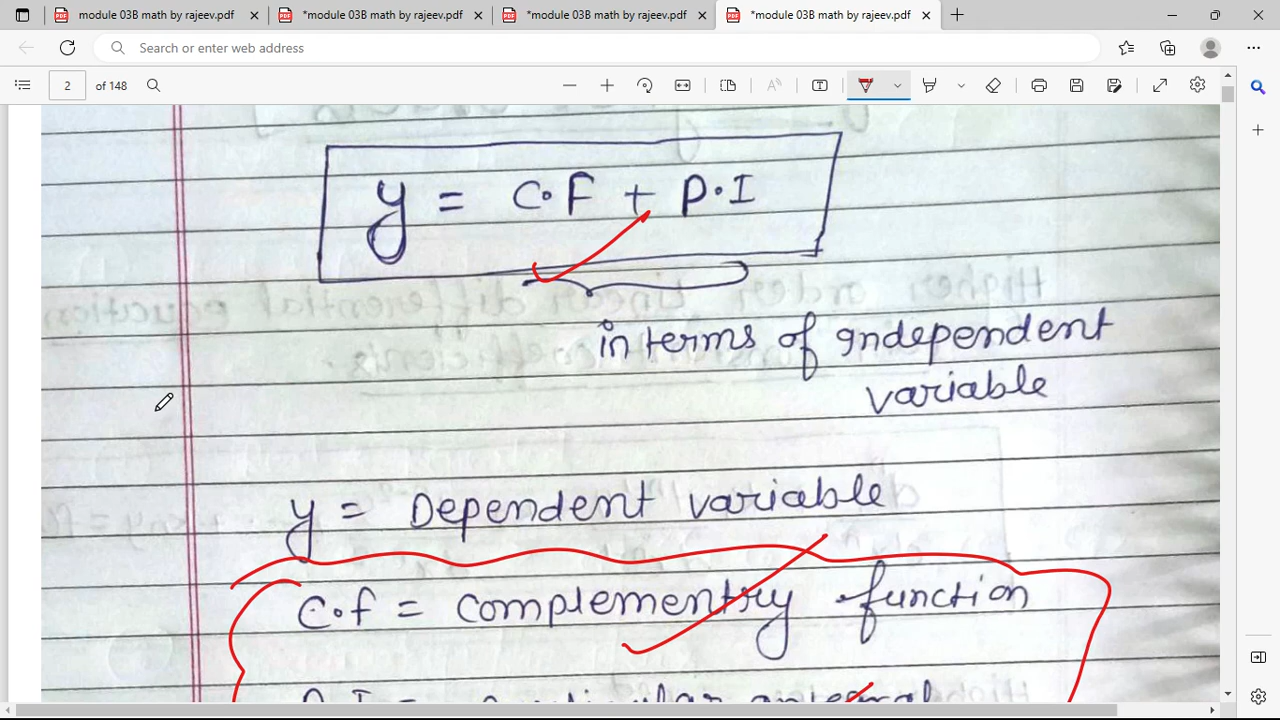 module 03B math by rajeev.pdf
*module 03B math by rajeev.pdf
*module 03B math by rajeev.pdf
*module 03B math by rajeev.pdf
Search or enter web address
2 of 148
y = C.F + P.I
in terms of independent
variable
y = Dependent variable
C.f = complementry function